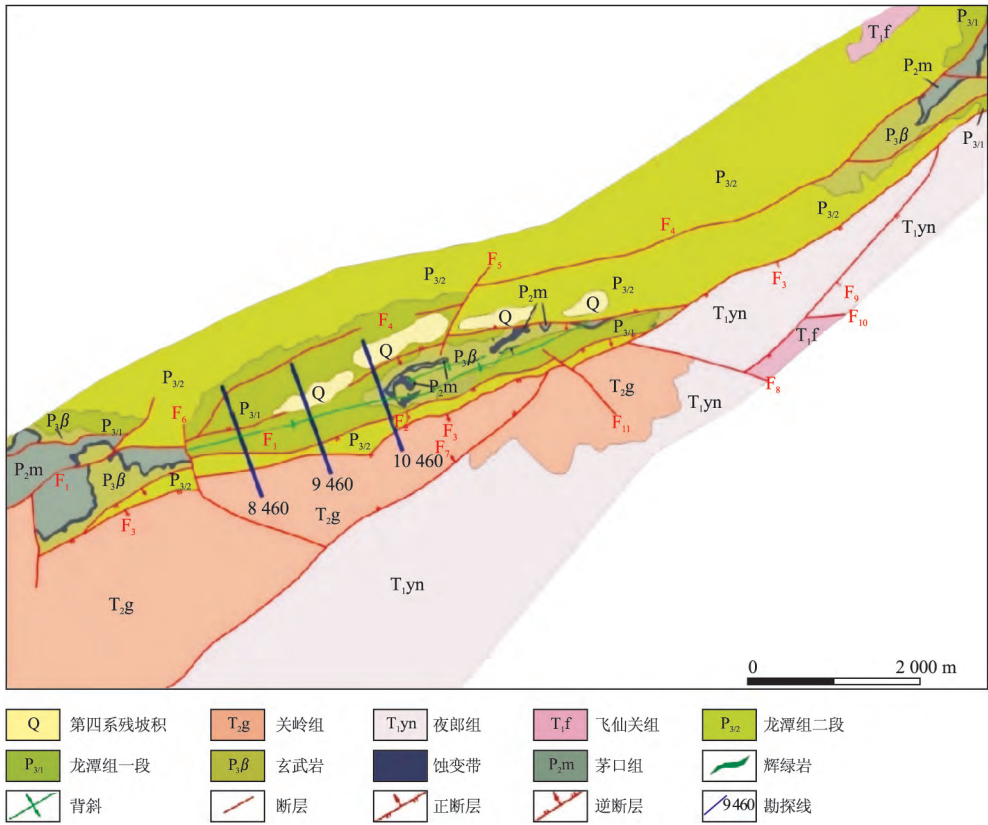 T₁f
P₃/₁
P₂m
P₃β
P₃/₁
P₃/₂
P₃/₂
T₁yn
F₄
F₅
P₃/₂
P₂m
Q
P₃/₂
F₃
F₉
F₁₀
T₁yn
T₁f
F₄
Q
P₃β
P₃/₁
P₃/₂
Q
P₂m
T₂g
F₈
T₁yn
F₆
P₃/₁
F₁
P₃/₂
F₂
F₃
F₇
F₁₁
P₃β
P₃/₁
P₂m
F₁
P₃β
P₃/₂
F₃
8 460
9 460
10 460
T₂g
T₂g
T₁yn
0 2 000 m
Q 第四系残坡积 T₂g 关岭组 T₁yn 夜郎组 T₁f 飞仙关组 P₃/₂ 龙潭组二段
P₃/₁ 龙潭组一段 P₃β 玄武岩 蚀变带 P₂m 茅口组 辉绿岩
背斜 断层 正断层 逆断层 9 460 勘探线